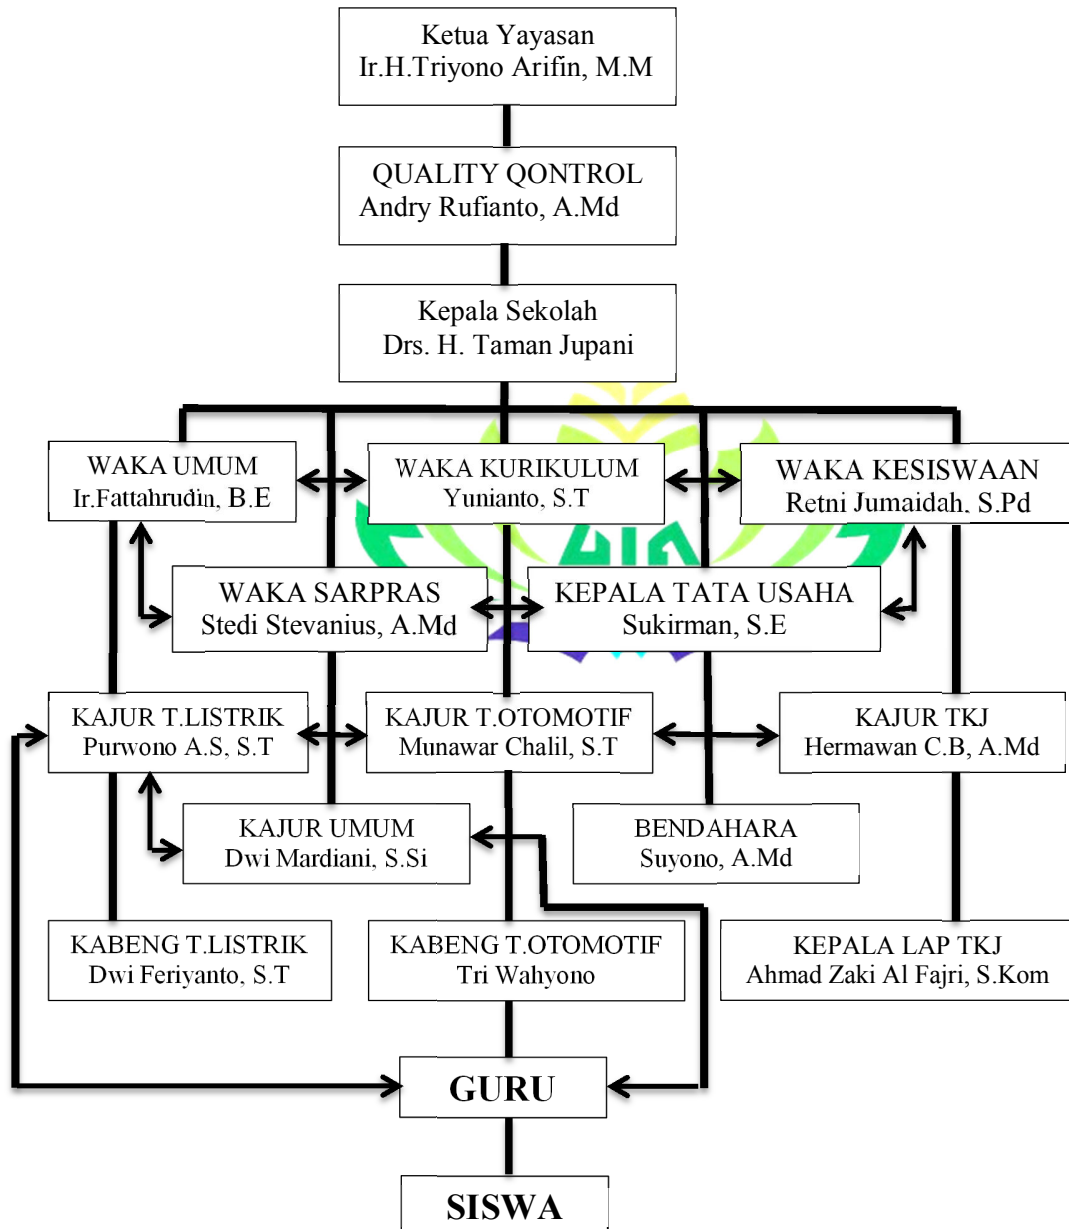 Ketua Yayasan
Ir.H.Triyono Arifin, M.M
QUALITY QONTROL
Andry Rufianto, A.Md
Kepala Sekolah
Drs. H. Taman Jupani
WAKA UMUM
Ir.Fattahrudin, B.E
WAKA KURIKULUM
Yunianto, S.T
WAKA KESISWAAN
Retni Jumaidah, S.Pd
WAKA SARPRAS
Stedi Stevanius, A.Md
KEPALA TATA USAHA
Sukirman, S.E
KAJUR T.LISTRIK
Purwono A.S, S.T
KAJUR T.OTOMOTIF
Munawar Chalil, S.T
KAJUR TKJ
Hermawan C.B, A.Md
KAJUR UMUM
Dwi Mardiani, S.Si
BENDAHARA
Suyono, A.Md
KABENG T.LISTRIK
Dwi Feriyanto, S.T
KABENG T.OTOMOTIF
Tri Wahyono
KEPALA LAP TKJ
Ahmad Zaki Al Fajri, S.Kom
GURU
SISWA